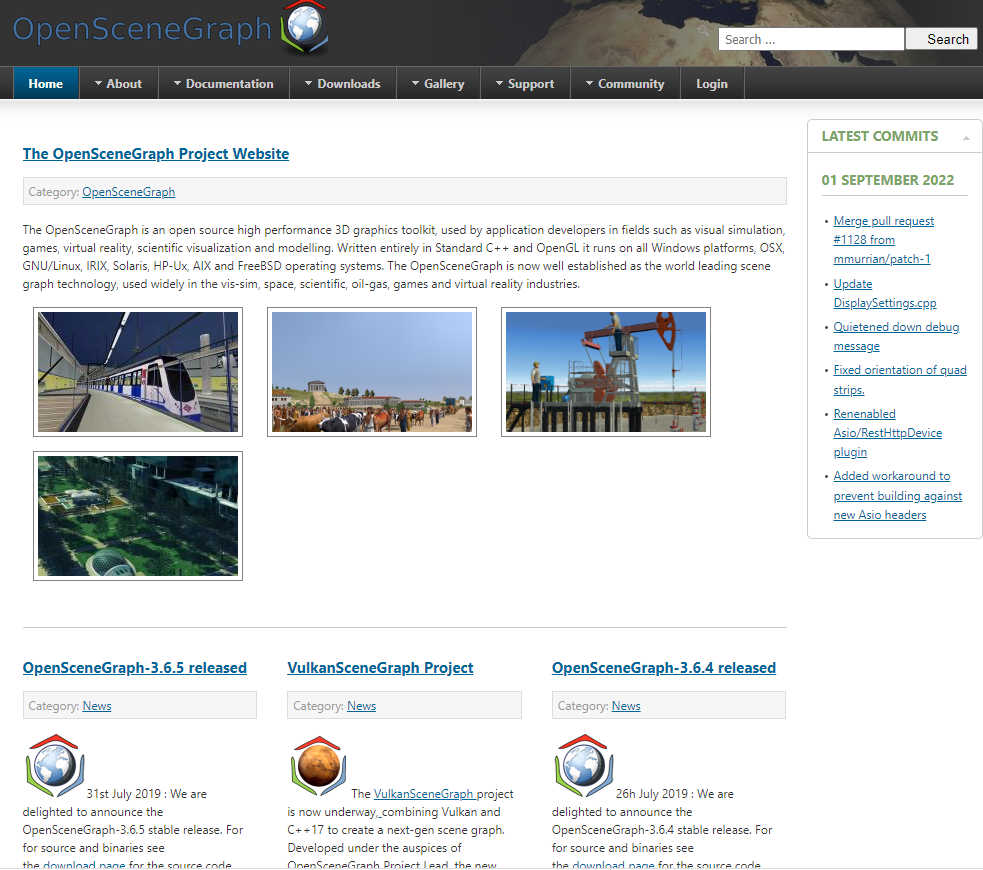 OpenSceneGraph
Search ...
Search
Home
About
Documentation
Downloads
Gallery
Support
Community
Login
The OpenSceneGraph Project Website
Category: OpenSceneGraph
The OpenSceneGraph is an open source high performance 3D graphics toolkit, used by application developers in fields such as visual simulation,
games, virtual reality, scientific visualization and modelling. Written entirely in Standard C++ and OpenGL it runs on all Windows platforms, OSX,
GNU/Linux, IRIX, Solaris, HP-Ux, AIX and FreeBSD operating systems. The OpenSceneGraph is now well established as the world leading scene
graph technology, used widely in the vis-sim, space, scientific, oil-gas, games and virtual reality industries.
LATEST COMMITS
01 SEPTEMBER 2022
Merge pull request
#1128 from
mmurrian/patch-1
Update
DisplaySettings.cpp
Quietened down debug
message
Fixed orientation of quad
strips.
Renenabled
Asio/RestHttpDevice
plugin
Added workaround to
prevent building against
new Asio headers
OpenSceneGraph-3.6.5 released
Category: News
31st July 2019 : We are
delighted to announce the
OpenSceneGraph-3.6.5 stable release. For
for source and binaries see
the download page for the source code
VulkanSceneGraph Project
Category: News
The VulkanSceneGraph project
is now underway, combining Vulkan and
C++17 to create a next-gen scene graph.
Developed under the auspices of
OpenSceneGraph Project Lead, the new
OpenSceneGraph-3.6.4 released
Category: News
26h July 2019 : We are
delighted to announce the
OpenSceneGraph-3.6.4 stable release. For
for source and binaries see
the download page for the source code